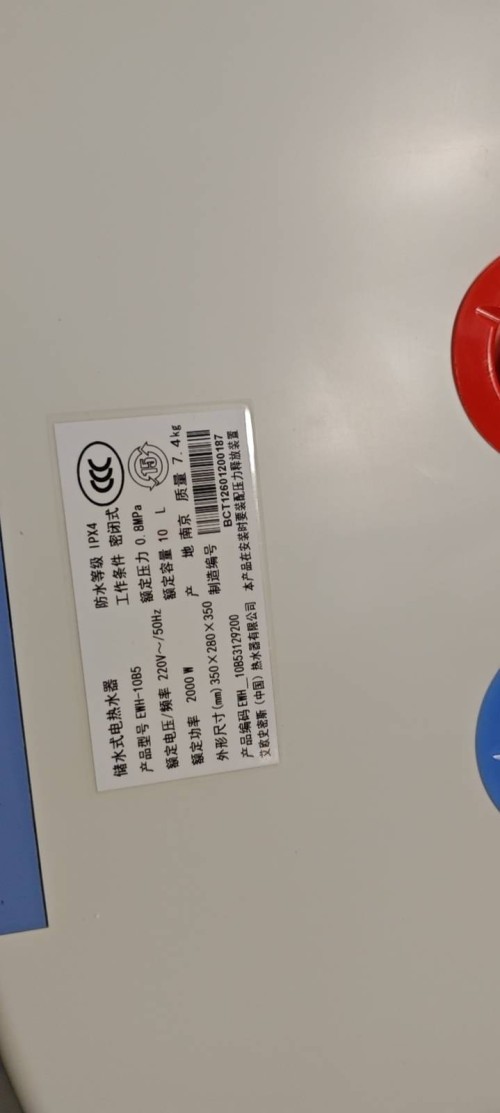 储水式电热水器 防水等级 IPX4
产品型号 EWH-10B5 工作条件 密闭式
额定电压/频率 220V~/50Hz 额定压力 0.8MPa
额定功率 2000 W 额定容量 10 L
外形尺寸(mm) 350×280×350 产 地 南京 质量 7.4kg
产品编码 EWH__10B53129200 制造编号
BCT12601200187
艾欧史密斯(中国)热水器有限公司 本产品在安装时要装配压力释放装置
CCC
15